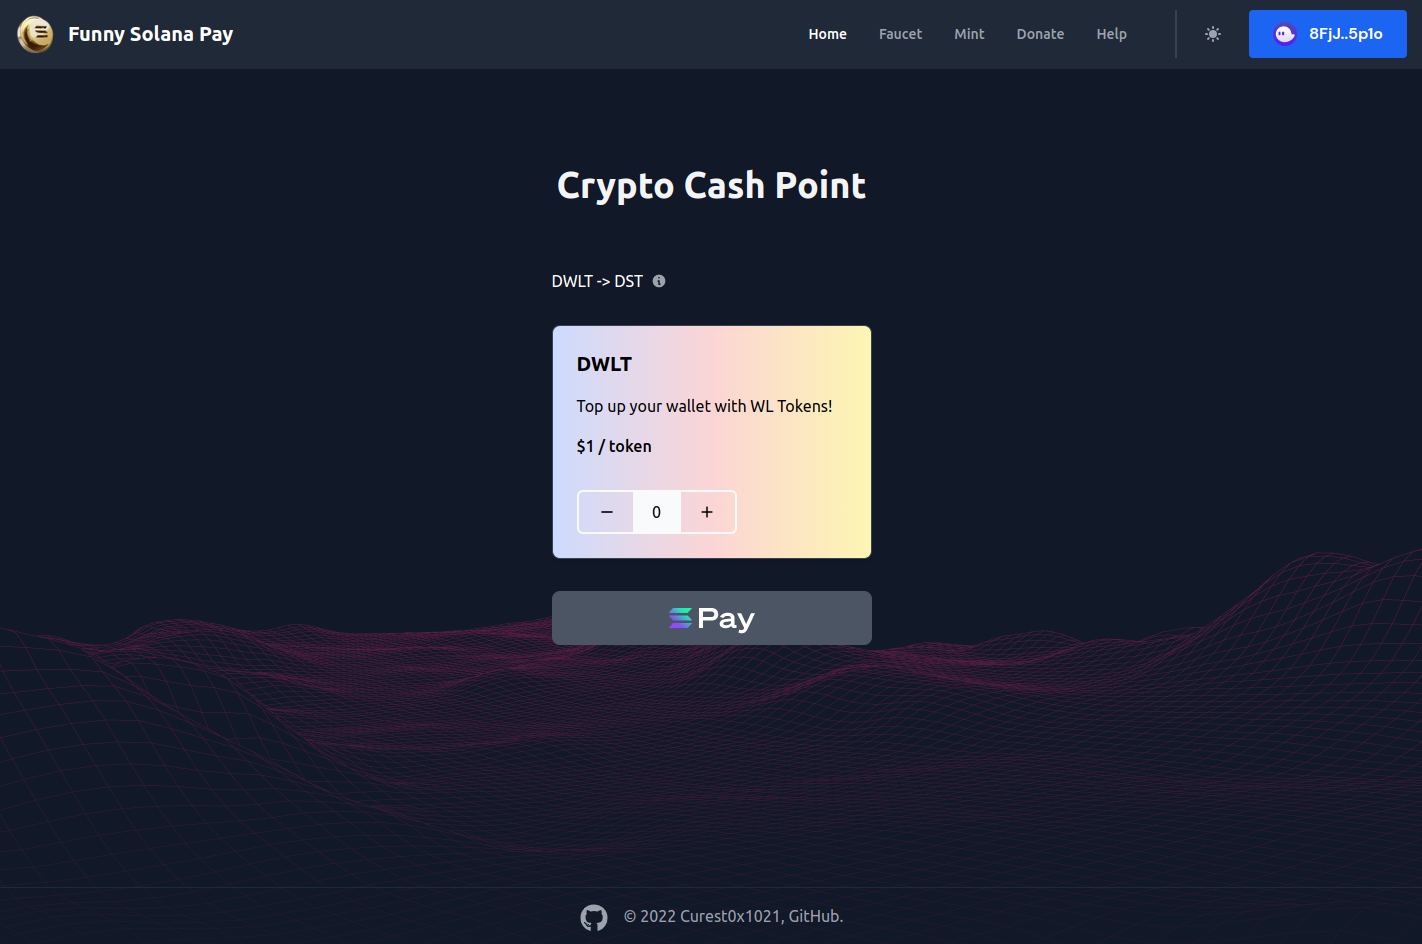 Funny Solana Pay
Home Faucet Mint Donate Help
8FjJ..5p1o
Crypto Cash Point
DWLT -> DST
DWLT
Top up your wallet with WL Tokens!
$1 / token
− 0 +
Pay
© 2022 Curest0x1021, GitHub.